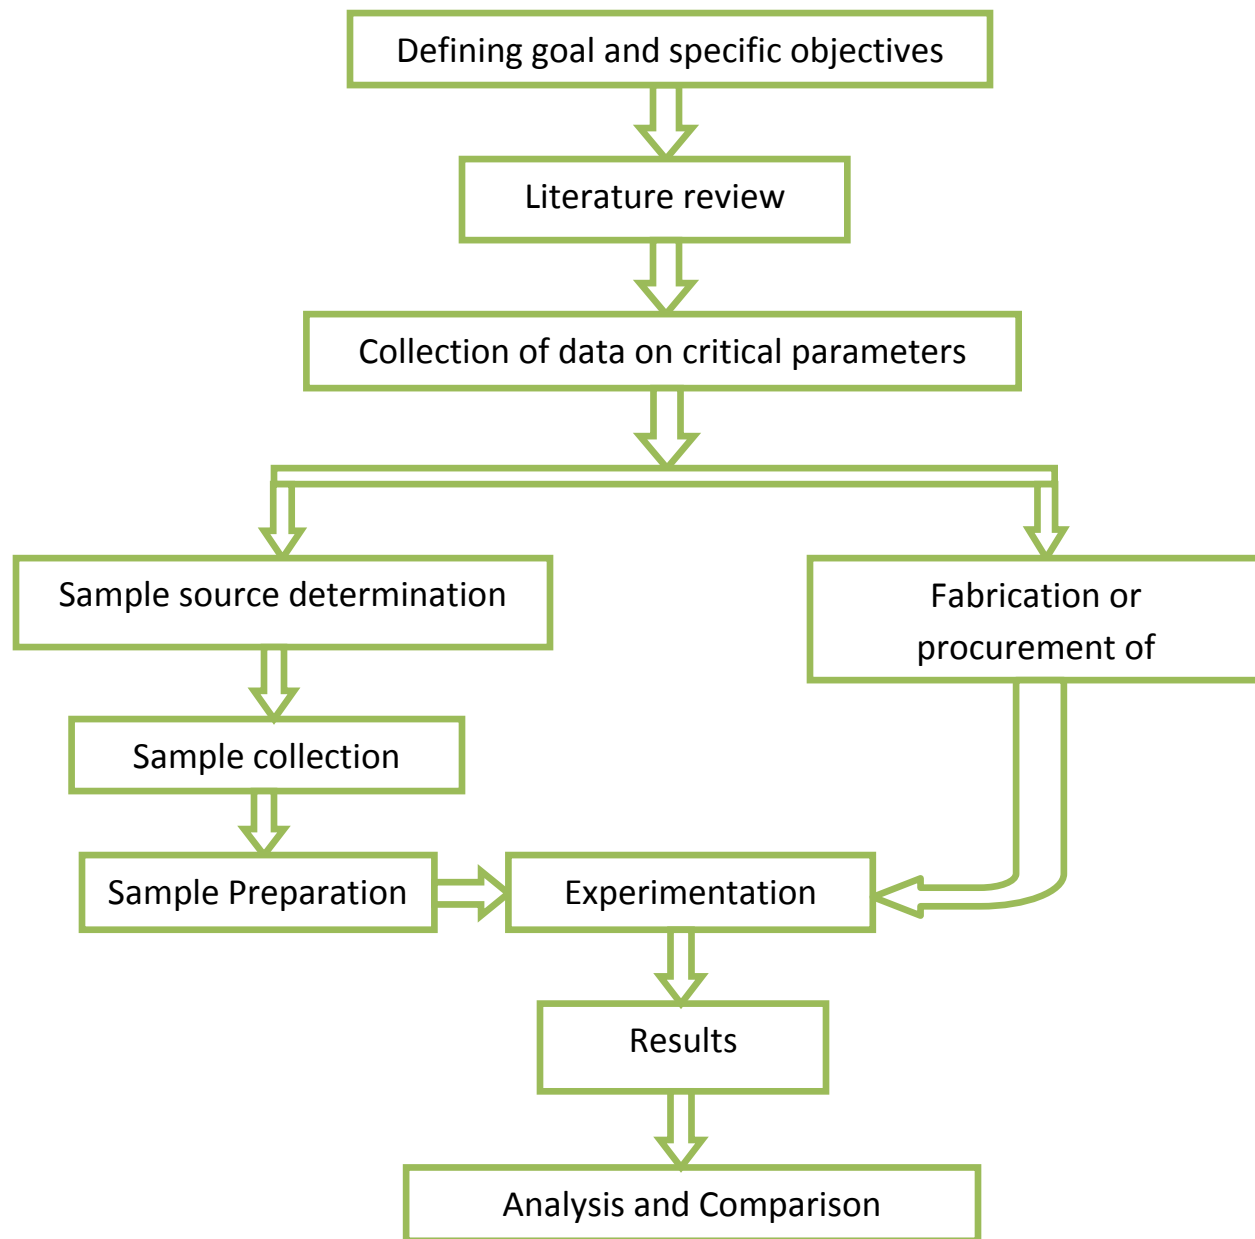 Defining goal and specific objectives
Literature review
Collection of data on critical parameters
Sample source determination
Fabrication or
procurement of
Sample collection
Sample Preparation
Experimentation
Results
Analysis and Comparison